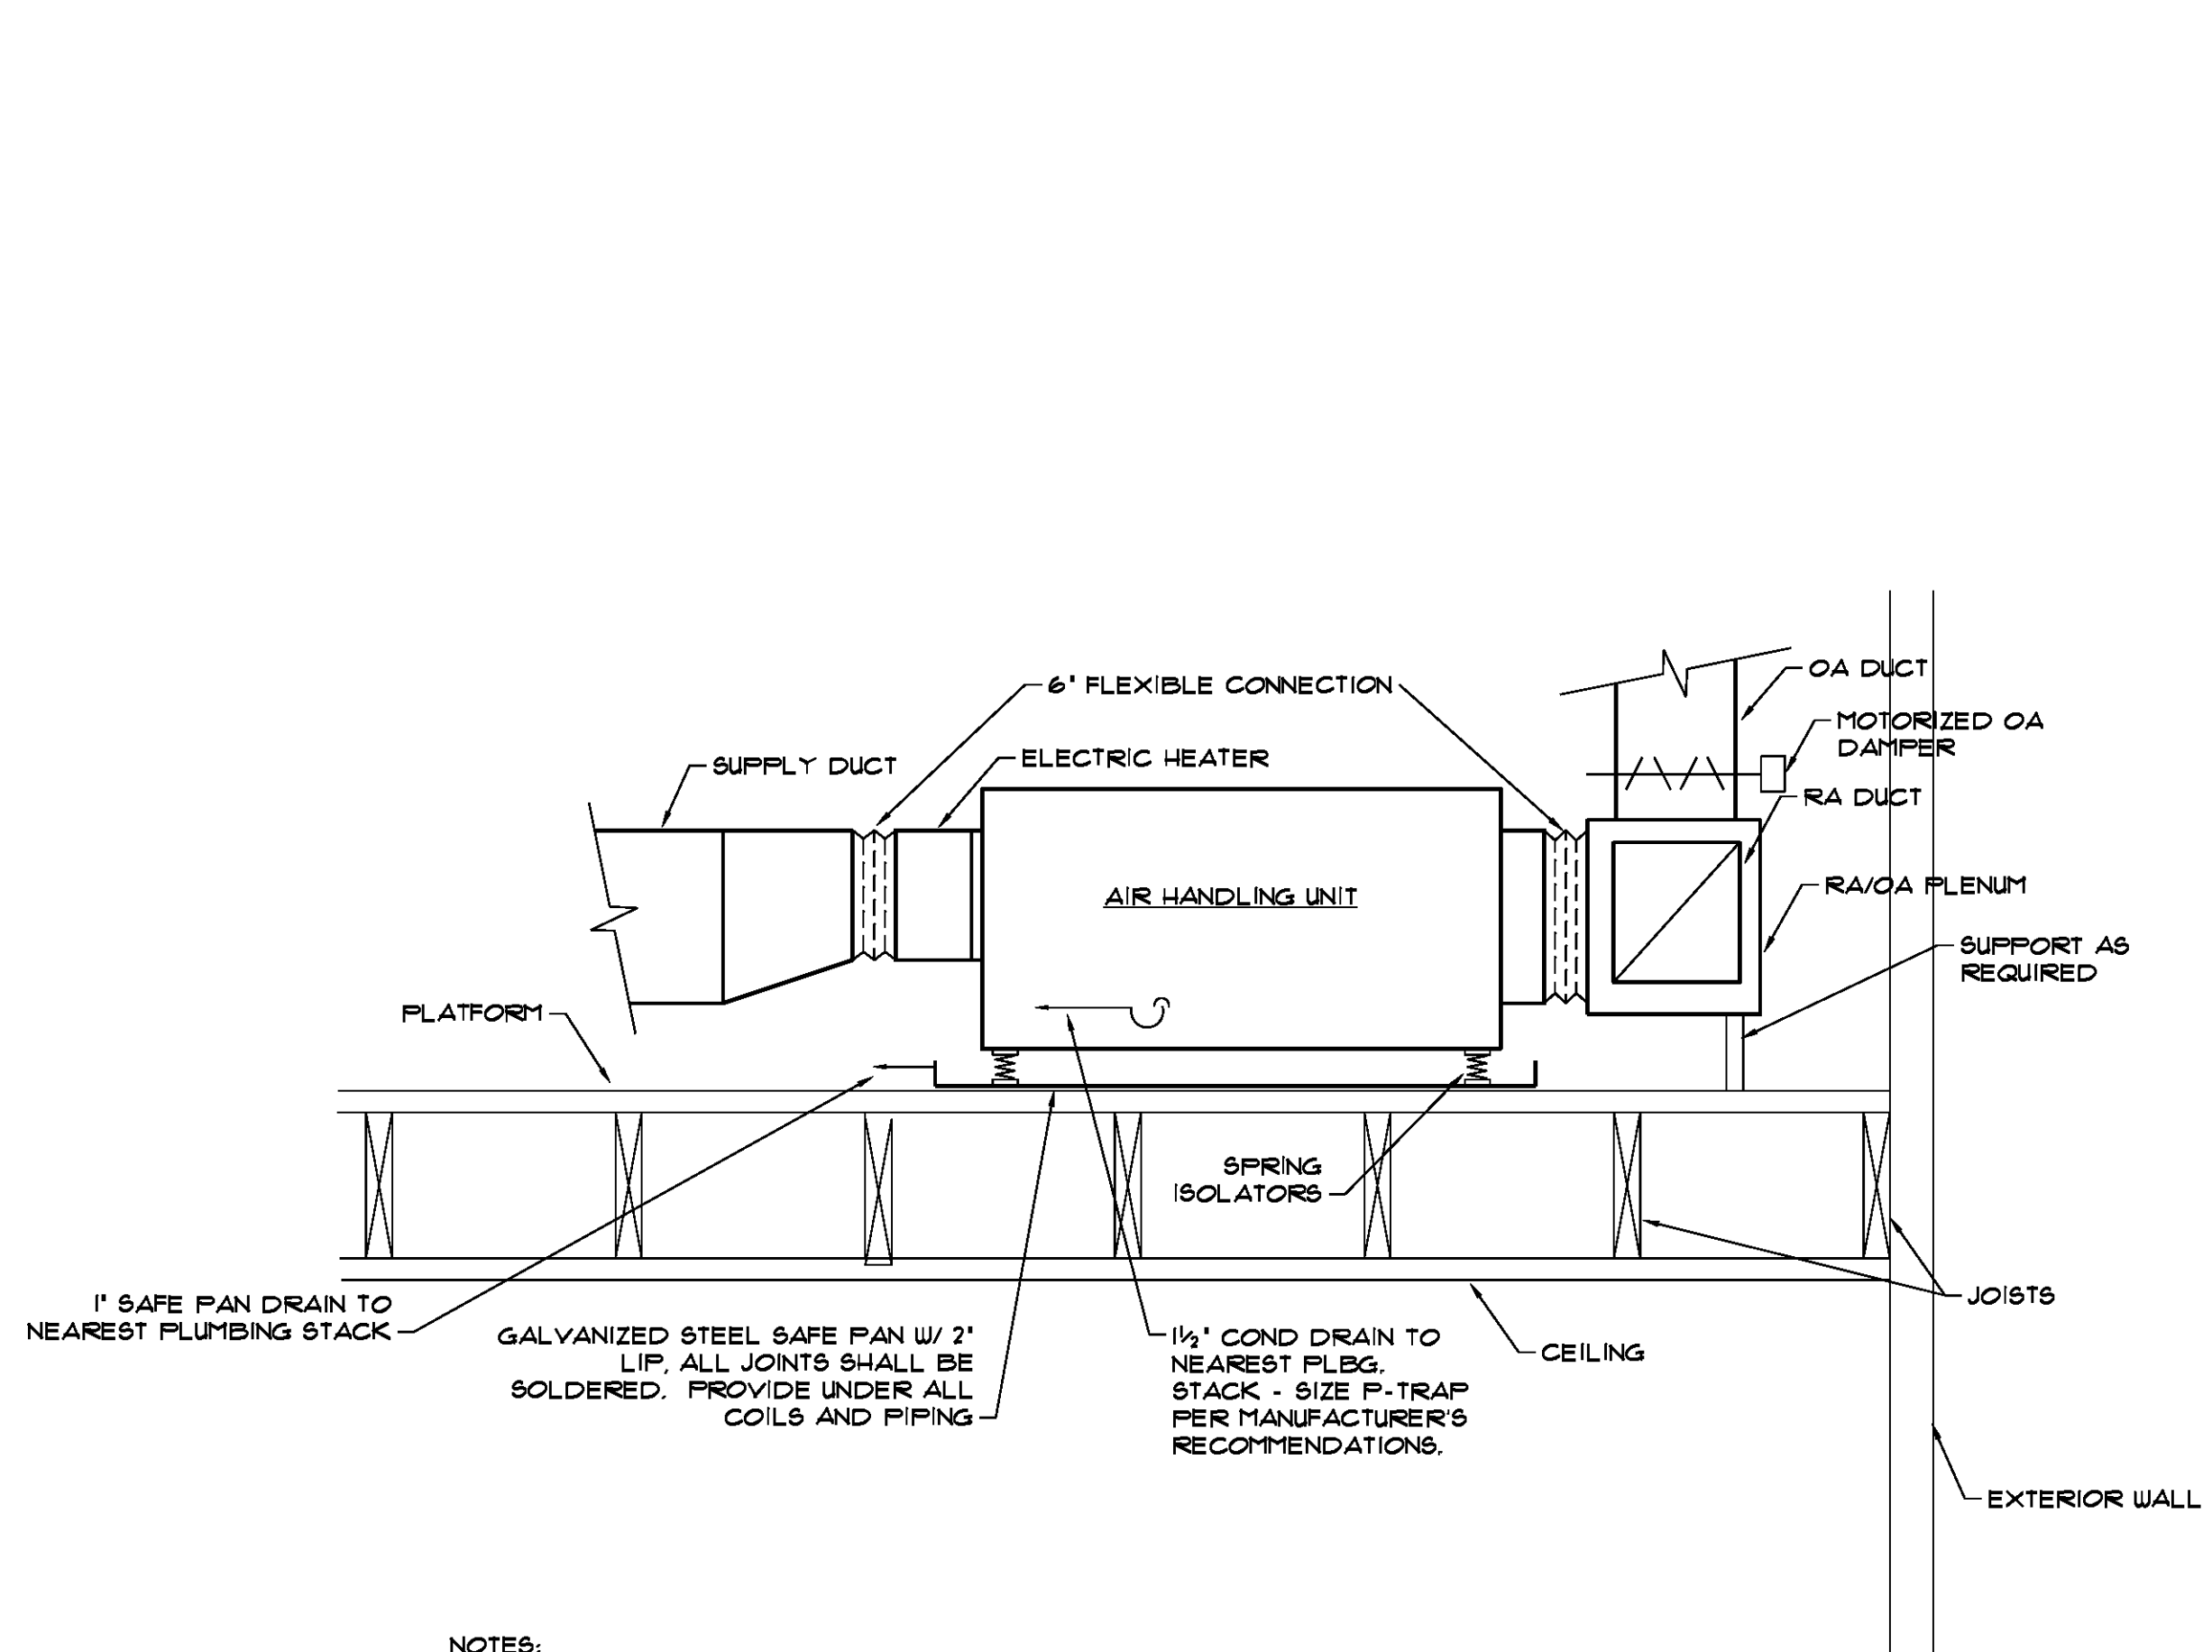 OA DUCT
6" FLEXIBLE CONNECTION
MOTORIZED OA
DAMPER
ELECTRIC HEATER
SUPPLY DUCT
RA DUCT
AIR HANDLING UNIT
RA/OA PLENUM
SUPPORT AS
REQUIRED
PLATFORM
SPRING
ISOLATORS
JOISTS
1" SAFE PAN DRAIN TO
NEAREST PLUMBING STACK
GALVANIZED STEEL SAFE PAN W/ 2"
LIP, ALL JOINTS SHALL BE
SOLDERED. PROVIDE UNDER ALL
COILS AND PIPING
1½" COND DRAIN TO
NEAREST PLBG.
STACK - SIZE P-TRAP
PER MANUFACTURER'S
RECOMMENDATIONS.
CEILING
EXTERIOR WALL
NOTES: